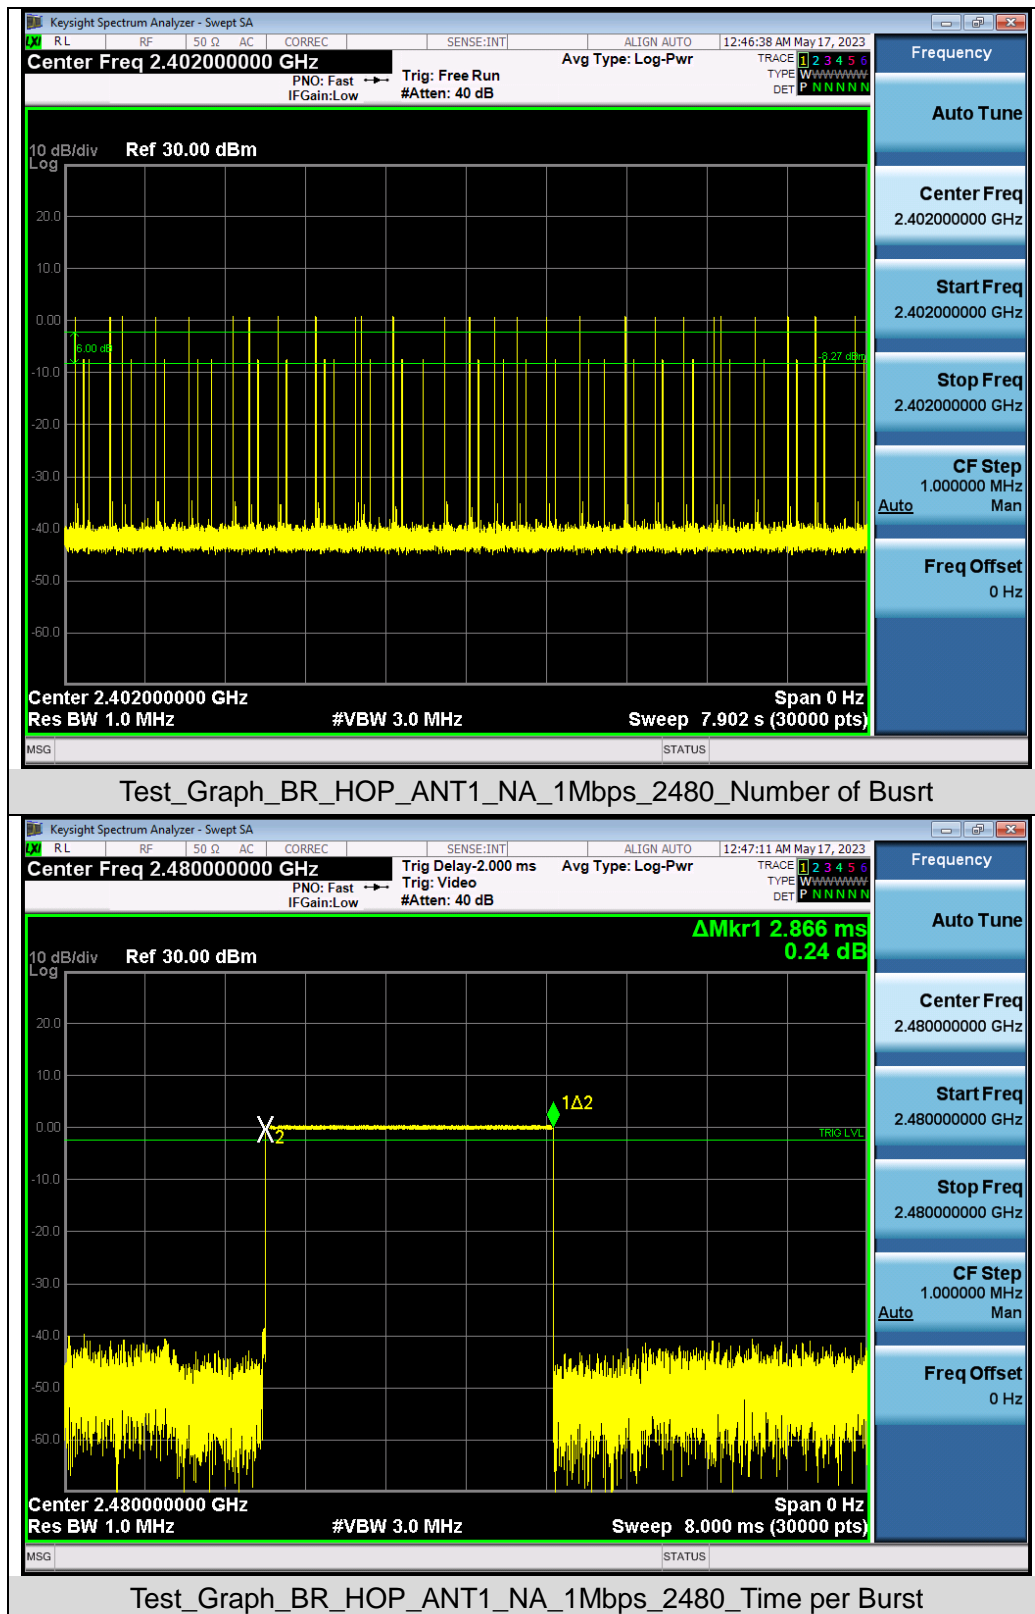 Keysight Spectrum Analyzer - Swept SA
LXI RL RF 50 Ω AC CORREC SENSE:INT ALIGN AUTO 12:46:38 AM May 17, 2023
Center Freq 2.402000000 GHz Avg Type: Log-Pwr TRACE 1 2 3 4 5 6
PNO: Fast Trig: Free Run TYPE WWWWWW
IFGain:Low #Atten: 40 dB DET P N N N N N
10 dB/div Ref 30.00 dBm
Log
20.0
10.0
0.00
6.00 dB
-8.27 dBm
-10.0
-20.0
-30.0
-40.0
-50.0
-60.0
Center 2.402000000 GHz Span 0 Hz
Res BW 1.0 MHz #VBW 3.0 MHz Sweep 7.902 s (30000 pts)
MSG STATUS
Frequency
Auto Tune
Center Freq
2.402000000 GHz
Start Freq
2.402000000 GHz
Stop Freq
2.402000000 GHz
CF Step
1.000000 MHz
Auto Man
Freq Offset
0 Hz
Test_Graph_BR_HOP_ANT1_NA_1Mbps_2480_Number of Busrt
Keysight Spectrum Analyzer - Swept SA
LXI RL RF 50 Ω AC CORREC SENSE:INT ALIGN AUTO 12:47:11 AM May 17, 2023
Center Freq 2.480000000 GHz Trig Delay-2.000 ms Avg Type: Log-Pwr TRACE 1 2 3 4 5 6
PNO: Fast Trig: Video TYPE WWWWWW
IFGain:Low #Atten: 40 dB DET P N N N N N
ΔMkr1 2.866 ms
0.24 dB
10 dB/div Ref 30.00 dBm
Log
20.0
10.0
1Δ2
0.00
2
TRIG LVL
-10.0
-20.0
-30.0
-40.0
-50.0
-60.0
Center 2.480000000 GHz Span 0 Hz
Res BW 1.0 MHz #VBW 3.0 MHz Sweep 8.000 ms (30000 pts)
MSG STATUS
Frequency
Auto Tune
Center Freq
2.480000000 GHz
Start Freq
2.480000000 GHz
Stop Freq
2.480000000 GHz
CF Step
1.000000 MHz
Auto Man
Freq Offset
0 Hz
Test_Graph_BR_HOP_ANT1_NA_1Mbps_2480_Time per Burst